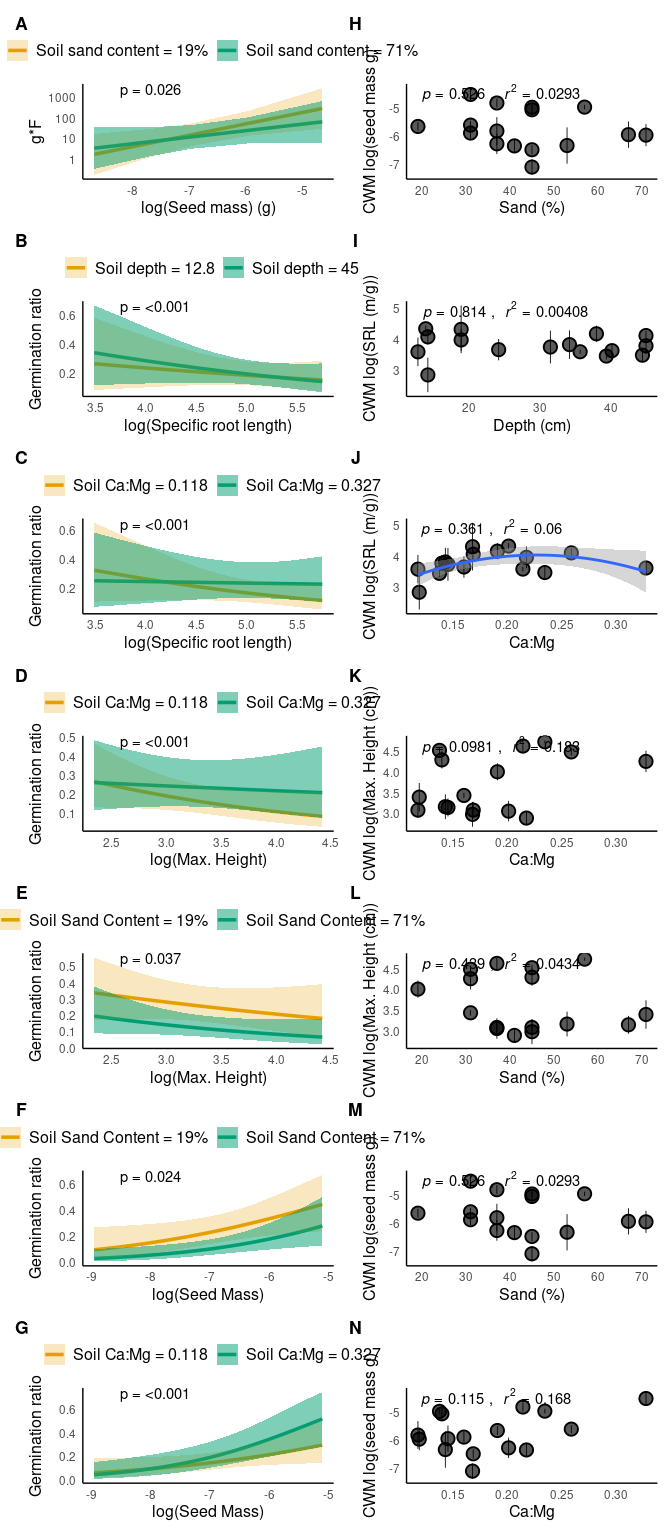 A
Soil sand content = 19% Soil sand content = 71%
p = 0.026
g*F
1000
100
10
1
-8 -7 -6 -5
log(Seed mass) (g)
H
p = 0.526 , r2 = 0.0293
CWM log(seed mass g)
-5
-6
-7
20 30 40 50 60 70
Sand (%)
B
Soil depth = 12.8 Soil depth = 45
p = <0.001
Germination ratio
0.6
0.4
0.2
3.5 4.0 4.5 5.0 5.5
log(Specific root length)
I
p = 0.814 , r2 = 0.00408
CWM log(SRL (m/g))
5
4
3
20 30 40
Depth (cm)
C
Soil Ca:Mg = 0.118 Soil Ca:Mg = 0.327
p = <0.001
Germination ratio
0.6
0.4
0.2
3.5 4.0 4.5 5.0 5.5
log(Specific root length)
J
p = 0.361 , r2 = 0.06
CWM log(SRL (m/g))
5
4
3
0.15 0.20 0.25 0.30
Ca:Mg
D
Soil Ca:Mg = 0.118 Soil Ca:Mg = 0.327
p = <0.001
Germination ratio
0.5
0.4
0.3
0.2
0.1
2.5 3.0 3.5 4.0 4.5
log(Max. Height)
K
p = 0.0981 , r2 = 0.183
CWM log(Max. Height (cm))
4.5
4.0
3.5
3.0
0.15 0.20 0.25 0.30
Ca:Mg
E
Soil Sand Content = 19% Soil Sand Content = 71%
p = 0.037
Germination ratio
0.5
0.4
0.3
0.2
0.1
0.0
2.5 3.0 3.5 4.0 4.5
log(Max. Height)
L
p = 0.439 , r2 = 0.0434
CWM log(Max. Height (cm))
4.5
4.0
3.5
3.0
20 30 40 50 60 70
Sand (%)
F
Soil Sand Content = 19% Soil Sand Content = 71%
p = 0.024
Germination ratio
0.6
0.4
0.2
0.0
-9 -8 -7 -6 -5
log(Seed Mass)
M
p = 0.526 , r2 = 0.0293
CWM log(seed mass g)
-5
-6
-7
20 30 40 50 60 70
Sand (%)
G
Soil Ca:Mg = 0.118 Soil Ca:Mg = 0.327
p = <0.001
Germination ratio
0.6
0.4
0.2
0.0
-9 -8 -7 -6 -5
log(Seed Mass)
N
p = 0.115 , r2 = 0.168
CWM log(seed mass g)
-5
-6
-7
0.15 0.20 0.25 0.30
Ca:Mg